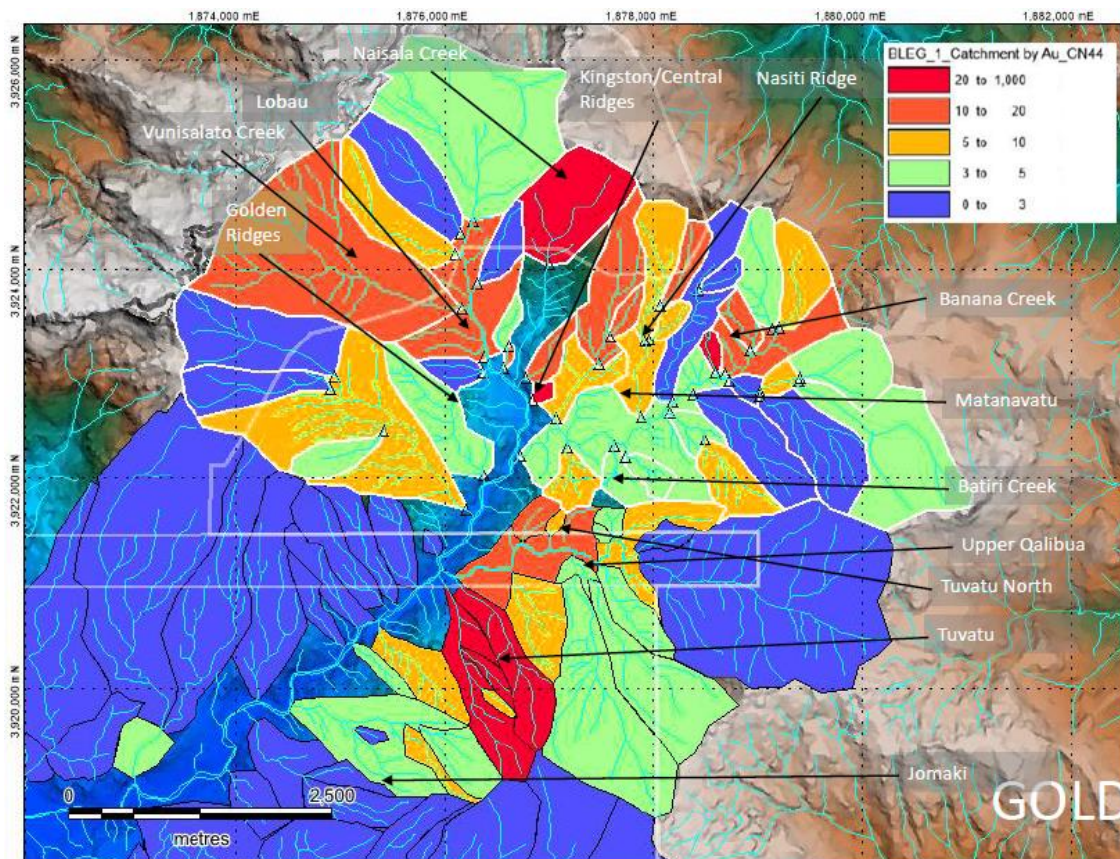 1,874,000 mE
1,876,000 mE
1,878,000 mE
1,880,000 mE
1,882,000 mE
3,926,000 mN
3,924,000 mN
3,922,000 mN
3,920,000 mN
BLEG_1_Catchment by Au_CN44
20 to 1,000
10 to 20
5 to 10
3 to 5
0 to 3
Naisala Creek
Kingston/Central
Ridges
Nasiti Ridge
Lobau
Vunisalato Creek
Golden
Ridges
Banana Creek
Matanavatu
Batiri Creek
Upper Qalibua
Tuvatu North
Tuvatu
Jomaki
0
2,500
metres
GOLD